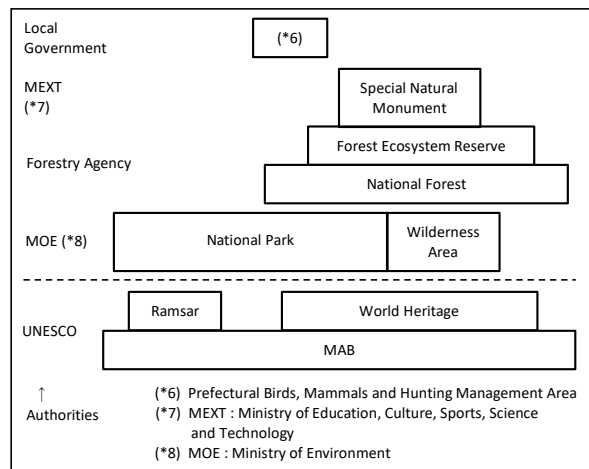 Local
Government
(*6)
MEXT
(*7)
Special Natural
Monument
Forest Ecosystem Reserve
Forestry Agency
National Forest
MOE (*8)
National Park
Wilderness
Area
Ramsar
World Heritage
UNESCO
MAB
↑
Authorities
(*6) Prefectural Birds, Mammals and Hunting Management Area
(*7) MEXT : Ministry of Education, Culture, Sports, Science
and Technology
(*8) MOE : Ministry of Environment